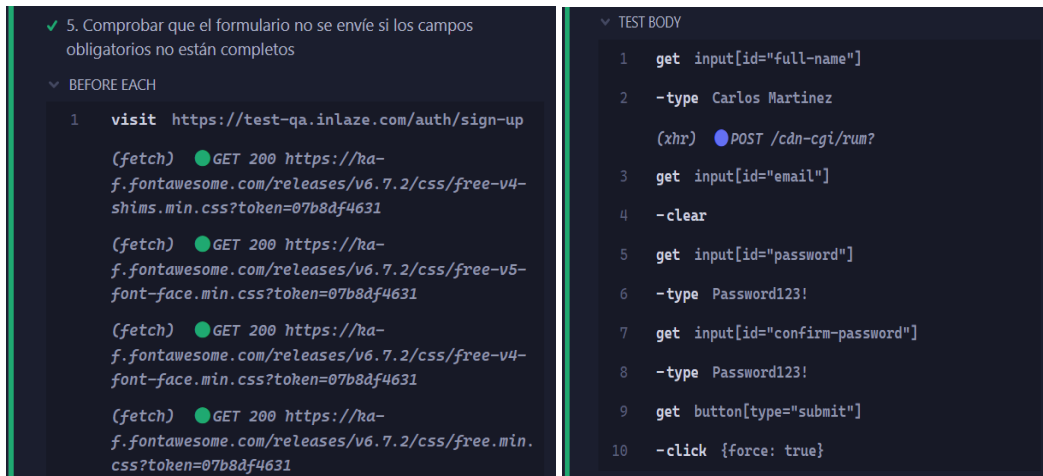 5. Comprobar que el formulario no se envíe si los campos
obligatorios no están completos
BEFORE EACH
1 visit https://test-qa.inlaze.com/auth/sign-up
(fetch) GET 200 https://ka-
f.fontawesome.com/releases/v6.7.2/css/free-v4-
shims.min.css?token=07b8df4631
(fetch) GET 200 https://ka-
f.fontawesome.com/releases/v6.7.2/css/free-v5-
font-face.min.css?token=07b8df4631
(fetch) GET 200 https://ka-
f.fontawesome.com/releases/v6.7.2/css/free-v4-
font-face.min.css?token=07b8df4631
(fetch) GET 200 https://ka-
f.fontawesome.com/releases/v6.7.2/css/free.min.
css?token=07b8df4631
TEST BODY
1 get input[id="full-name"]
2 -type Carlos Martinez
(xhr) POST /cdn-cgi/rum?
3 get input[id="email"]
4 -clear
5 get input[id="password"]
6 -type Password123!
7 get input[id="confirm-password"]
8 -type Password123!
9 get button[type="submit"]
10 -click {force: true}